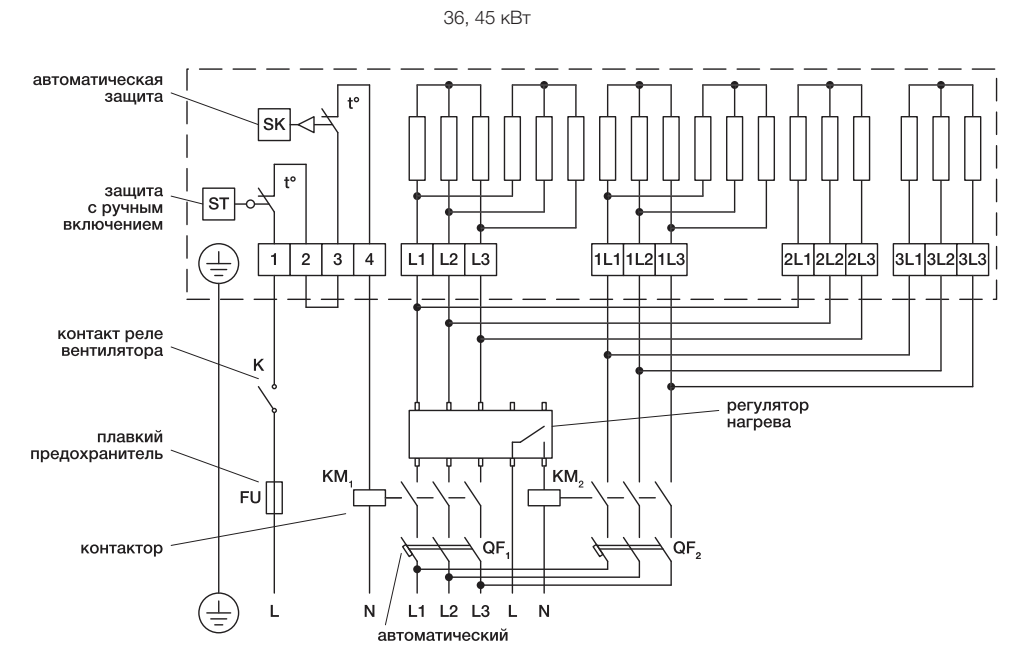 36, 45 кВт
автоматическая
защита
SK
t°
защита
с ручным
включением
ST
t°
1 2 3 4 L1 L2 L3 1L1 1L2 1L3 2L1 2L2 2L3 3L1 3L2 3L3
контакт реле
вентилятора
K
регулятор
нагрева
плавкий
предохранитель
FU
KM1
KM2
контактор
QF1
QF2
L N L1 L2 L3 L N
автоматический